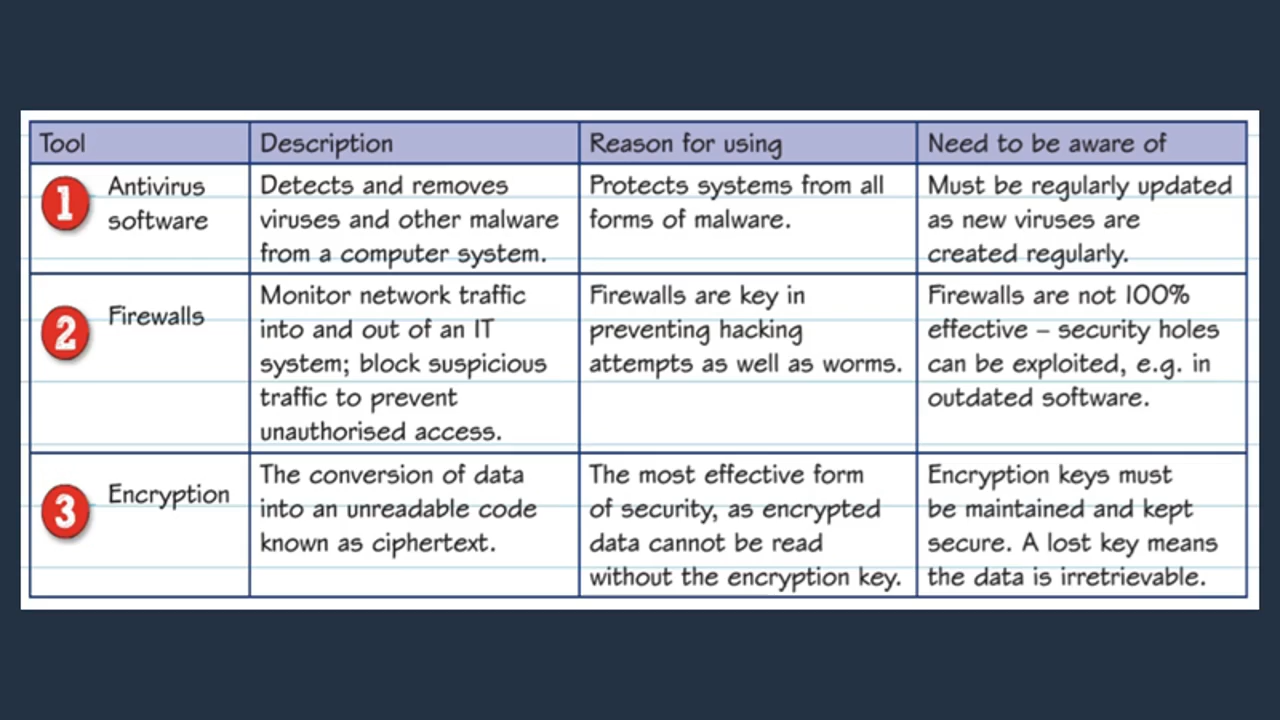 Tool
Description
Reason for using
Need to be aware of
1
Antivirus
software
Detects and removes
viruses and other malware
from a computer system.
Protects systems from all
forms of malware.
Must be regularly updated
as new viruses are
created regularly.
2
Firewalls
Monitor network traffic
into and out of an IT
system; block suspicious
traffic to prevent
unauthorised access.
Firewalls are key in
preventing hacking
attempts as well as worms.
Firewalls are not 100%
effective – security holes
can be exploited, e.g. in
outdated software.
3
Encryption
The conversion of data
into an unreadable code
known as ciphertext.
The most effective form
of security, as encrypted
data cannot be read
without the encryption key.
Encryption keys must
be maintained and kept
secure. A lost key means
the data is irretrievable.